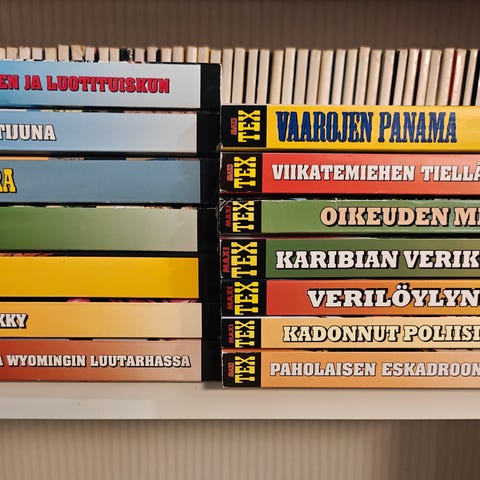 EN JA LUOTITUISKUN
TIJUNA
RA
KKY
A WYOMINGIN LUUTARHASSA
MAXI TEX VAAROJEN PANAMA
MAXI TEX VIIKATEMIEHEN TIELLÄ
MAXI TEX OIKEUDEN M
MAXI TEX KARIBIAN VERIK
MAXI TEX VERILÖYLYN
MAXI TEX KADONNUT POLIISI
MAXI TEX PAHOLAISEN ESKADROON